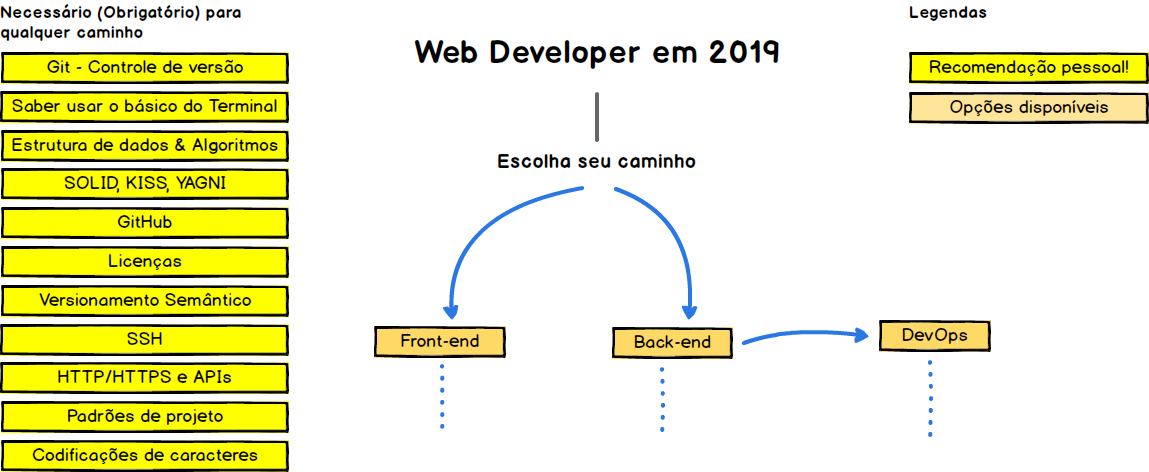 Necessário (Obrigatório) para
qualquer caminho
Git - Controle de versão
Saber usar o básico do Terminal
Estrutura de dados & Algoritmos
SOLID, KISS, YAGNI
GitHub
Licenças
Versionamento Semântico
SSH
HTTP/HTTPS e APIs
Padrões de projeto
Codificações de caracteres
Web Developer em 2019
Escolha seu caminho
Front-end
Back-end
DevOps
Legendas
Recomendação pessoal!
Opções disponíveis